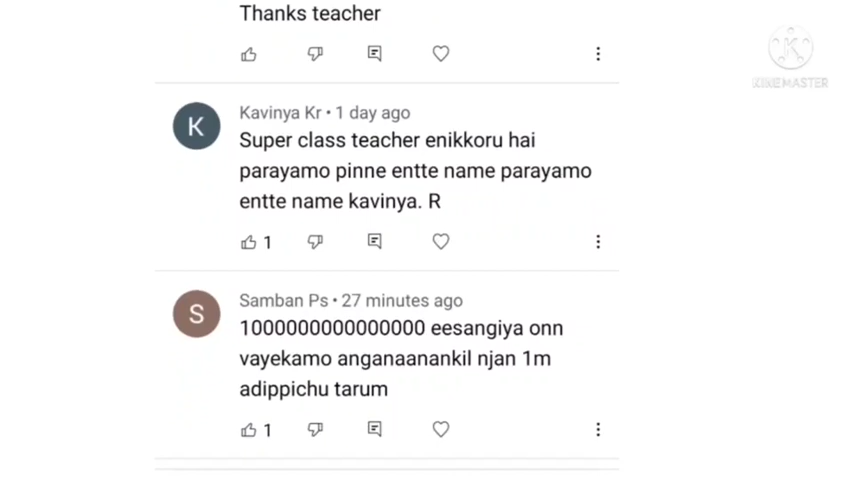 Thanks teacher
K
Kavinya Kr • 1 day ago
Super class teacher enikkoru hai
parayamo pinne entte name parayamo
entte name kavinya. R
1
S
Samban Ps • 27 minutes ago
1000000000000000 eesangiya onn
vayekamo anganaanankil njan 1m
adippichu tarum
1
K
KINEMASTER